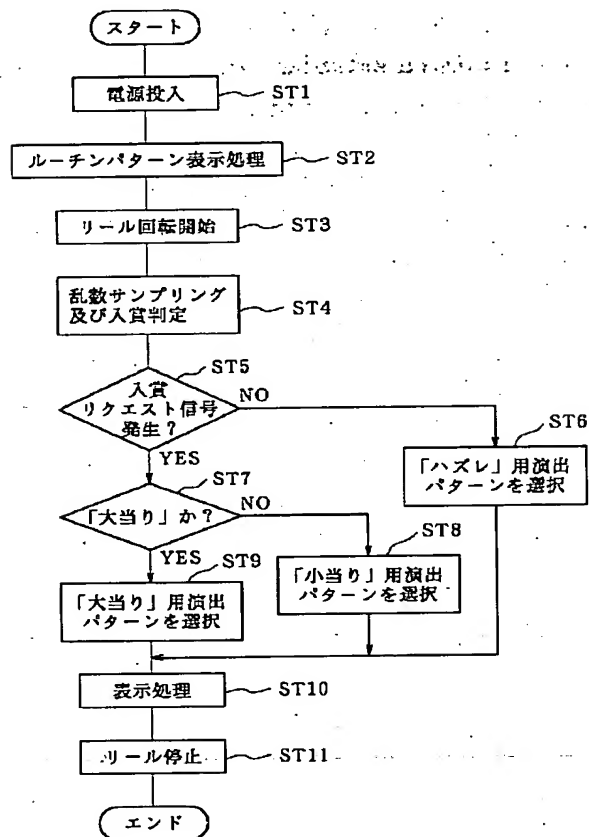 スタート
電源投入 ST1
ルーチンパターン表示処理 ST2
リール回転開始 ST3
乱数サンプリング
及び入賞判定
ST4
ST5
入賞
リクエスト信号
発生？
NO
YES
ST6
「ハズレ」用演出
パターンを選択
ST7
「大当り」か？
NO
YES
ST8
「小当り」用演出
パターンを選択
ST9
「大当り」用演出
パターンを選択
表示処理 ST10
リール停止 ST11
エンド